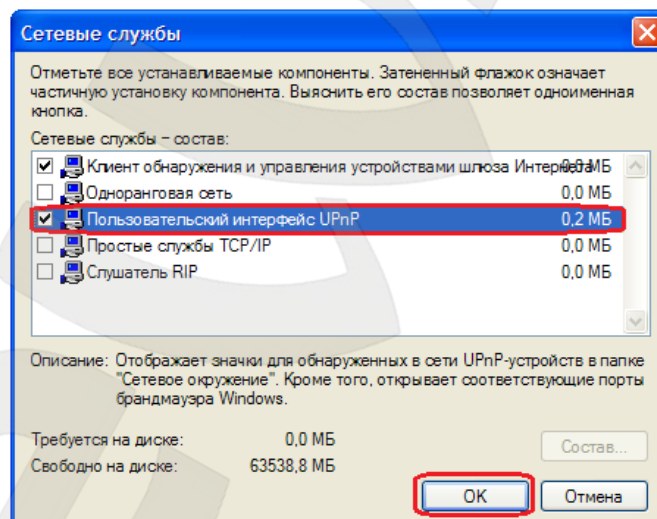 Сетевые службы
Отметьте все устанавливаемые компоненты. Затененный флажок означает
частичную установку компонента. Выяснить его состав позволяет одноименная
кнопка.
Сетевые службы – состав:
Клиент обнаружения и управления устройствами шлюза Интернета 0,0 МБ
Одноранговая сеть 0,0 МБ
Пользовательский интерфейс UPnP 0,2 МБ
Простые службы TCP/IP 0,0 МБ
Слушатель RIP 0,0 МБ
Описание: Отображает значки для обнаруженных в сети UPnP-устройств в папке
"Сетевое окружение". Кроме того, открывает соответствующие порты
брандмауэра Windows.
Требуется на диске: 0,0 МБ
Состав...
Свободно на диске: 63538,8 МБ
ОК Отмена